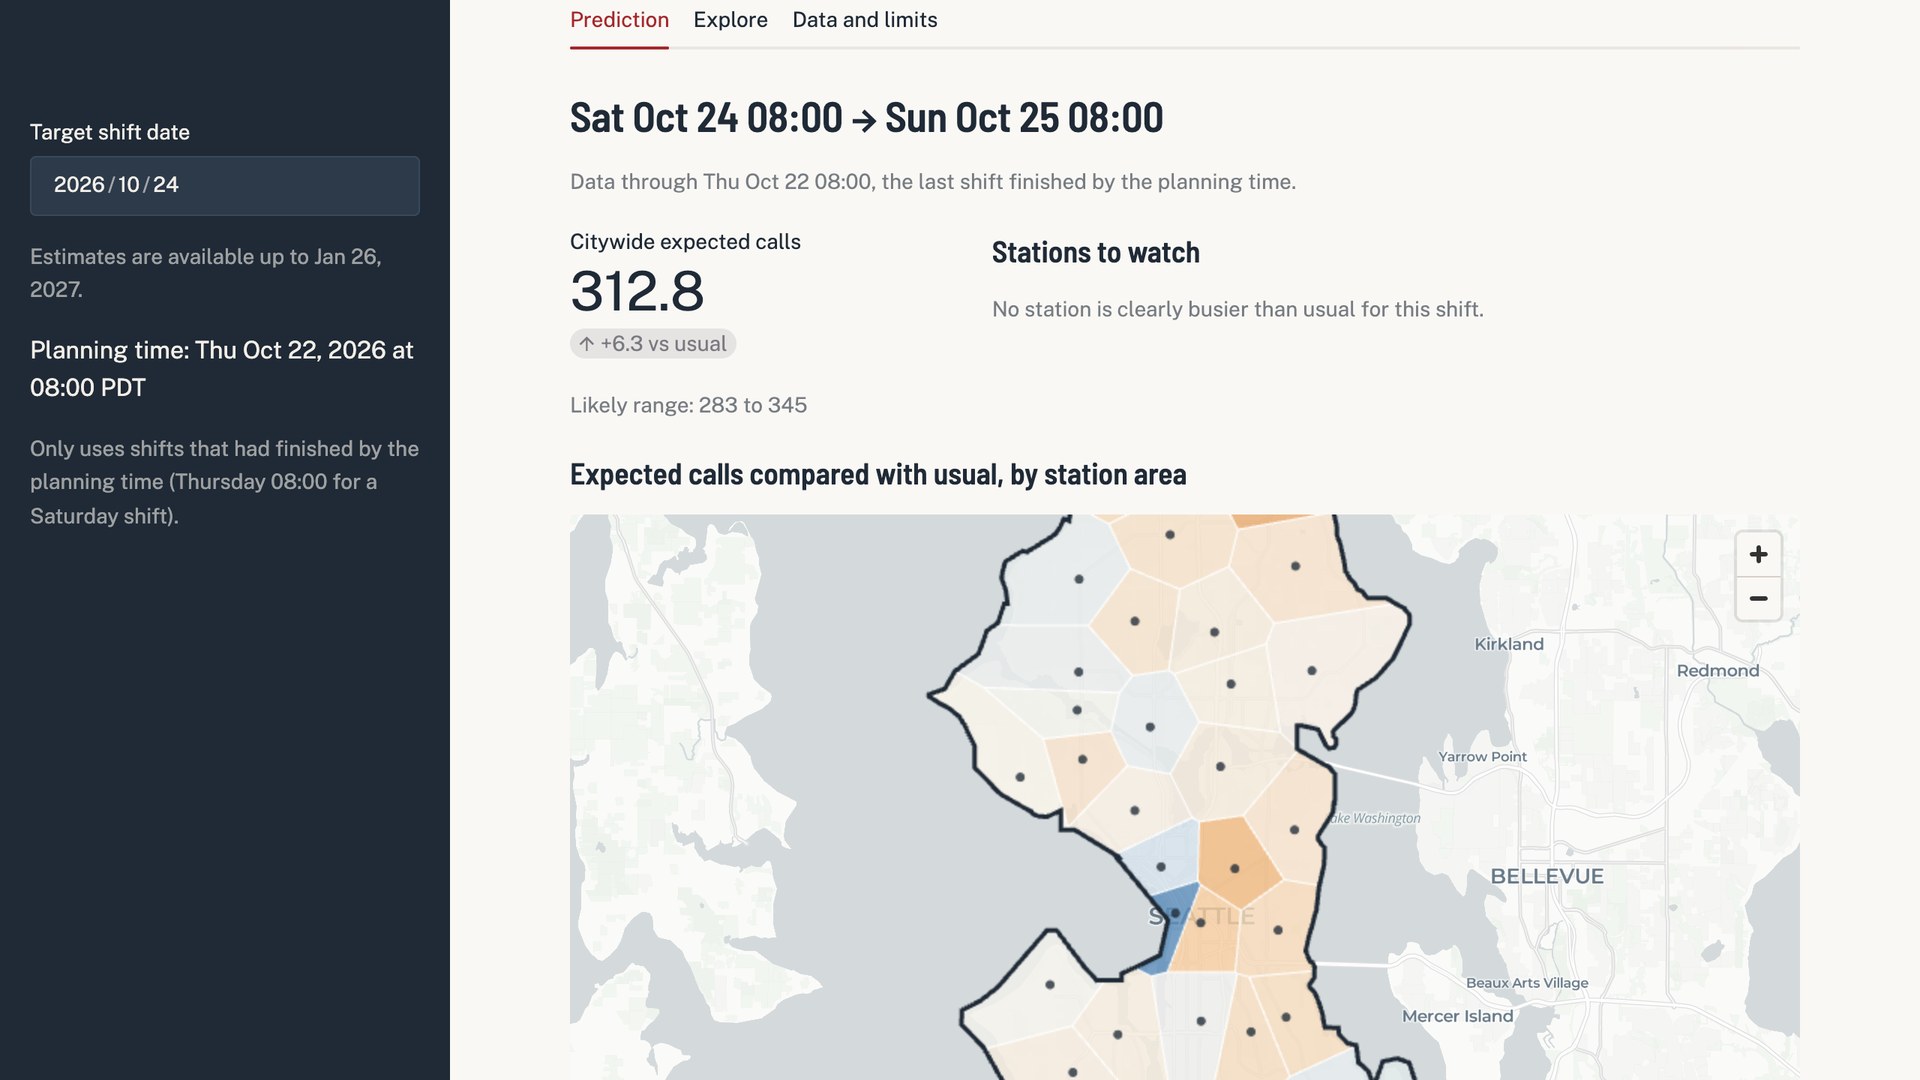 Prediction
Explore
Data and limits
Target shift date
2026/10/24
Estimates are available up to Jan 26,
2027.
Planning time: Thu Oct 22, 2026 at
08:00 PDT
Only uses shifts that had finished by the
planning time (Thursday 08:00 for a
Saturday shift).
Sat Oct 24 08:00 → Sun Oct 25 08:00
Data through Thu Oct 22 08:00, the last shift finished by the planning time.
Citywide expected calls
312.8
↑ +6.3 vs usual
Likely range: 283 to 345
Stations to watch
No station is clearly busier than usual for this shift.
Expected calls compared with usual, by station area
+
−
Kirkland
Redmond
Yarrow Point
ake Washington
BELLEVUE
SEATTLE
Beaux Arts Village
Mercer Island